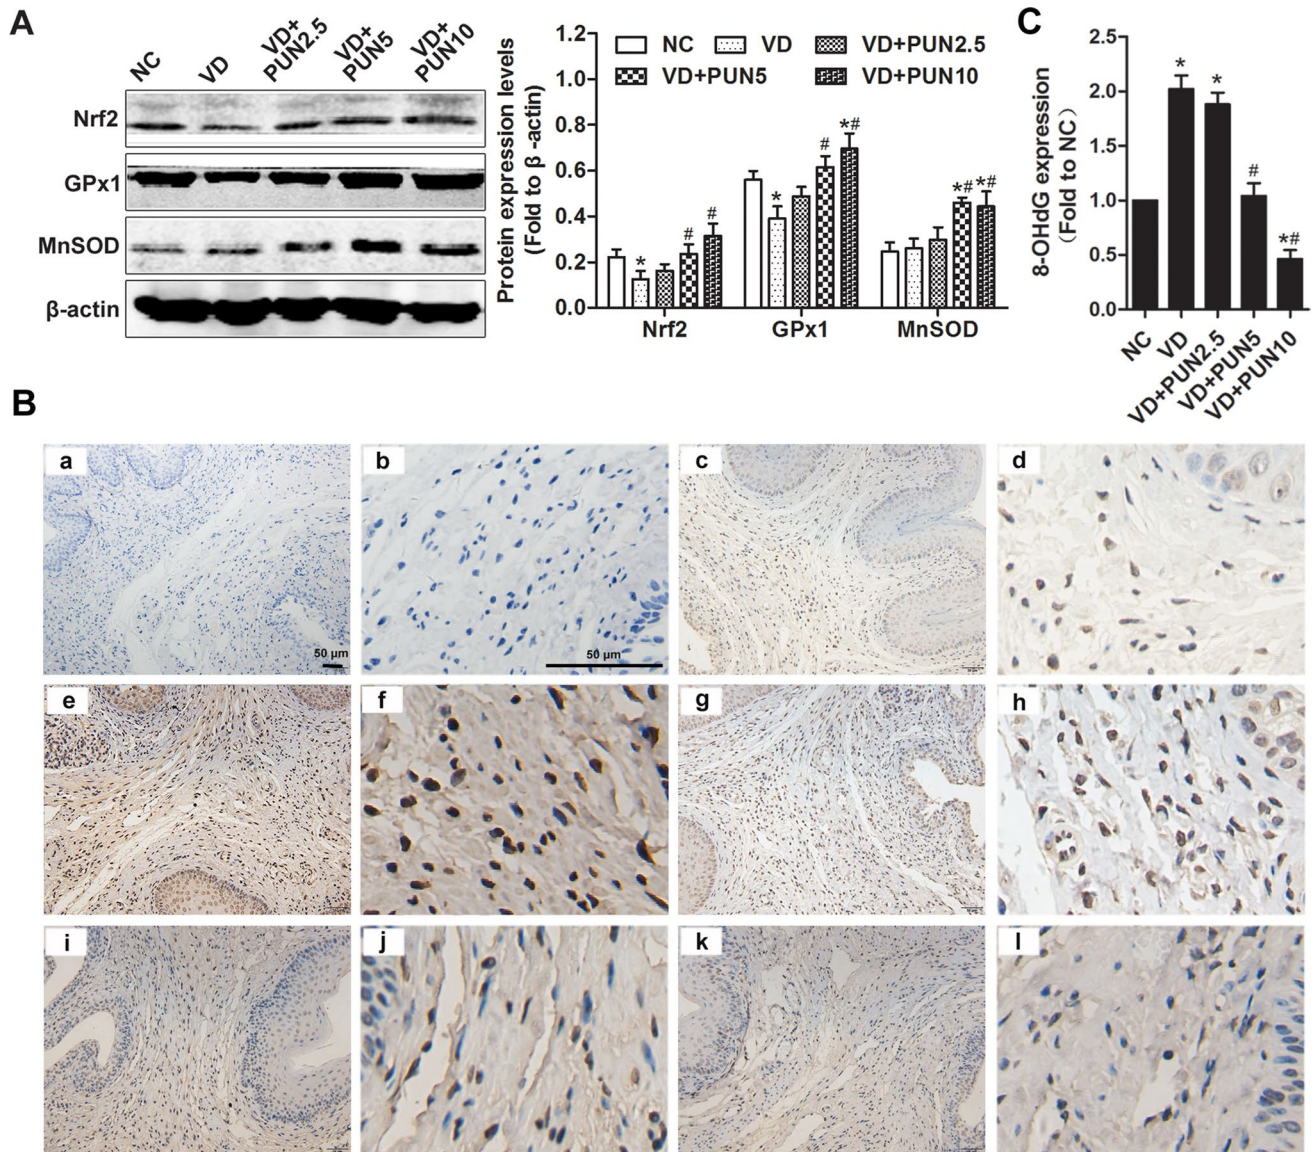 A
NC
VD
VD+
PUN2.5
VD+
PUN5
VD+
PUN10
Nrf2
GPx1
MnSOD
β-actin
Protein expression levels
(Fold to β -actin)
1.2
1.0
0.8
0.6
0.4
0.2
0.0
NC
VD
VD+PUN2.5
VD+PUN5
VD+PUN10
*
#
#
*
#
*#
*#
*#
Nrf2
GPx1
MnSOD
C
8-OHdG expression
(Fold to NC)
2.5
2.0
1.5
1.0
0.5
0.0
*
*
#
*#
NC
VD
VD+PUN2.5
VD+PUN5
VD+PUN10
B
a
50 μm
b
50 μm
c
d
e
f
g
h
i
j
k
l